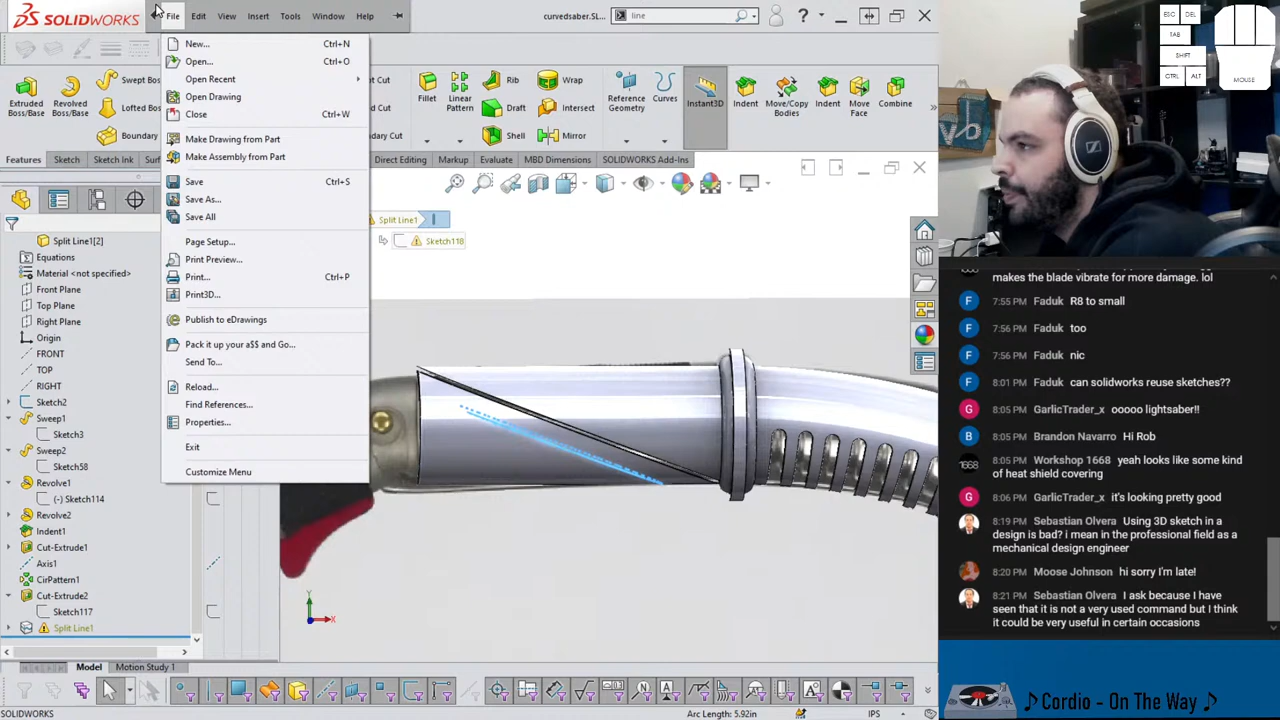 SOLIDWORKS
File Edit View Insert Tools Window Help
curvedsaber.SL...
line
New... Ctrl+N
Open... Ctrl+O
Open Recent
Open Drawing
Close Ctrl+W
Make Drawing from Part
Make Assembly from Part
Save Ctrl+S
Save As...
Save All
Page Setup...
Print Preview...
Print... Ctrl+P
Print3D...
Publish to eDrawings
Pack it up your a$$ and Go...
Send To...
Reload...
Find References...
Properties...
Exit
Customize Menu
Extruded
Boss/Base
Revolved
Boss/Base
Swept Bos
Lofted Bos
Boundary
Cut
Cut
dary Cut
Fillet
Linear
Pattern
Rib
Draft
Shell
Wrap
Intersect
Mirror
Reference
Geometry
Curves
Instant3D
Indent
Move/Copy
Bodies
Indent
Move
Face
Combine
Features Sketch Sketch Ink Surf
Direct Editing Markup Evaluate MBD Dimensions SOLIDWORKS Add-Ins
Split Line1
Sketch118
Split Line1[2]
Equations
Material <not specified>
Front Plane
Top Plane
Right Plane
Origin
FRONT
TOP
RIGHT
Sketch2
Sweep1
Sketch3
Sweep2
Sketch58
Revolve1
(-) Sketch114
Revolve2
Indent1
Cut-Extrude1
Axis1
CirPattern1
Cut-Extrude2
Sketch117
Split Line1
Y
X
Model Motion Study 1
Arc Length: 5.92in
IPS
ESC DEL
TAB
SHIFT
CTRL ALT
MOUSE
makes the blade vibrate for more damage. lol
F 7:55 PM Faduk R8 to small
F 7:56 PM Faduk too
F 7:56 PM Faduk nic
F 8:01 PM Faduk can solidworks reuse sketches??
G 8:05 PM GarlicTrader_x ooooo lightsaber!!
B 8:05 PM Brandon Navarro Hi Rob
1668 8:05 PM Workshop 1668 yeah looks like some kind
of heat shield covering
G 8:06 PM GarlicTrader_x it's looking pretty good
8:19 PM Sebastian Olvera Using 3D sketch in a
design is bad? i mean in the professional field as a
mechanical design engineer
8:20 PM Moose Johnson hi sorry I'm late!
8:21 PM Sebastian Olvera I ask because I have
seen that it is not a very used command but I think
it could be very useful in certain occasions
♪ Cordio - On The Way ♪